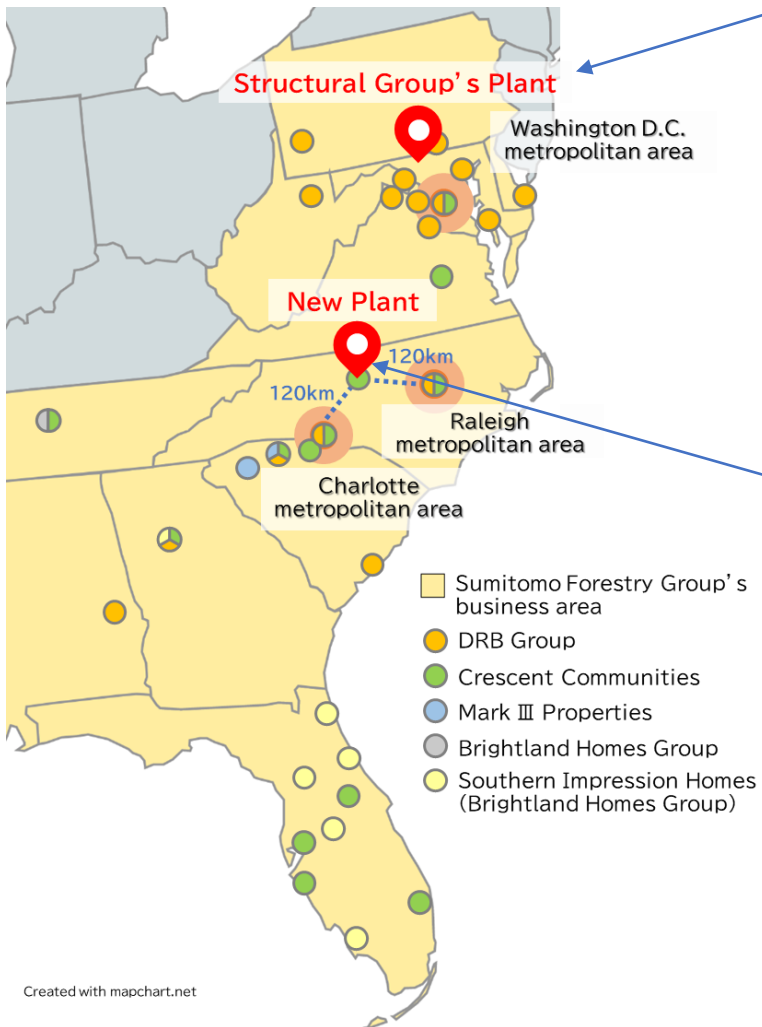 Structural Group's Plant
Washington D.C.
metropolitan area
New Plant
120km
120km
Raleigh
metropolitan area
Charlotte
metropolitan area
Sumitomo Forestry Group's
business area
DRB Group
Crescent Communities
Mark Ⅲ Properties
Brightland Homes Group
Southern Impression Homes
(Brightland Homes Group)
Created with mapchart.net